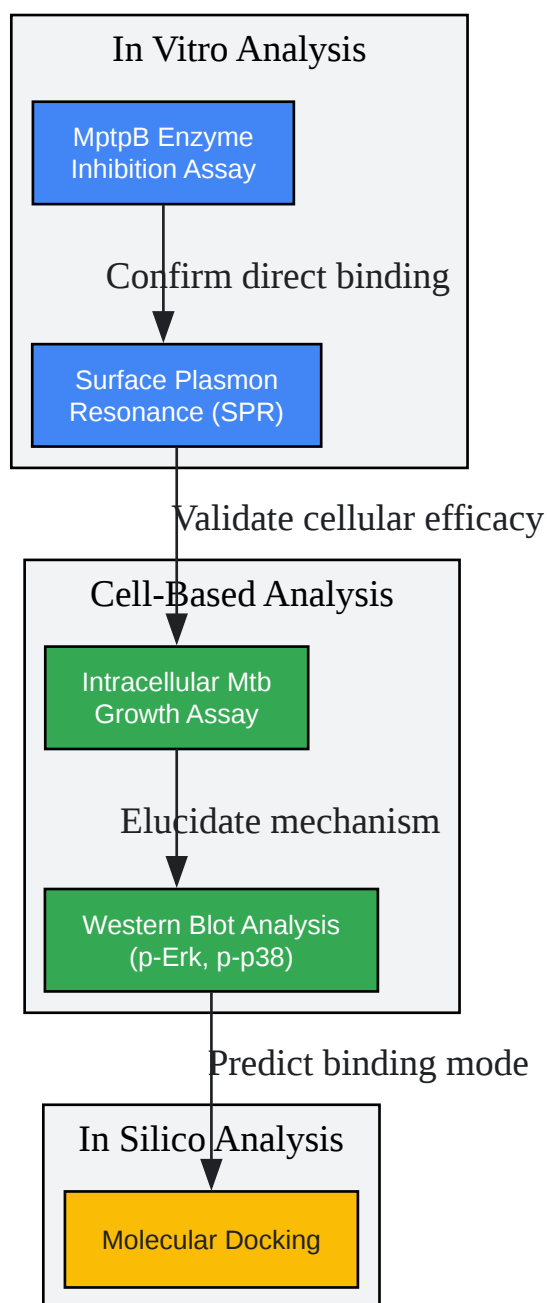 In Vitro Analysis
MptpB Enzyme
Inhibition Assay
Confirm direct binding
Surface Plasmon
Resonance (SPR)
Validate cellular efficacy
Cell-Based Analysis
Intracellular Mtb
Growth Assay
Elucidate mechanism
Western Blot Analysis
(p-Erk, p-p38)
Predict binding mode
In Silico Analysis
Molecular Docking